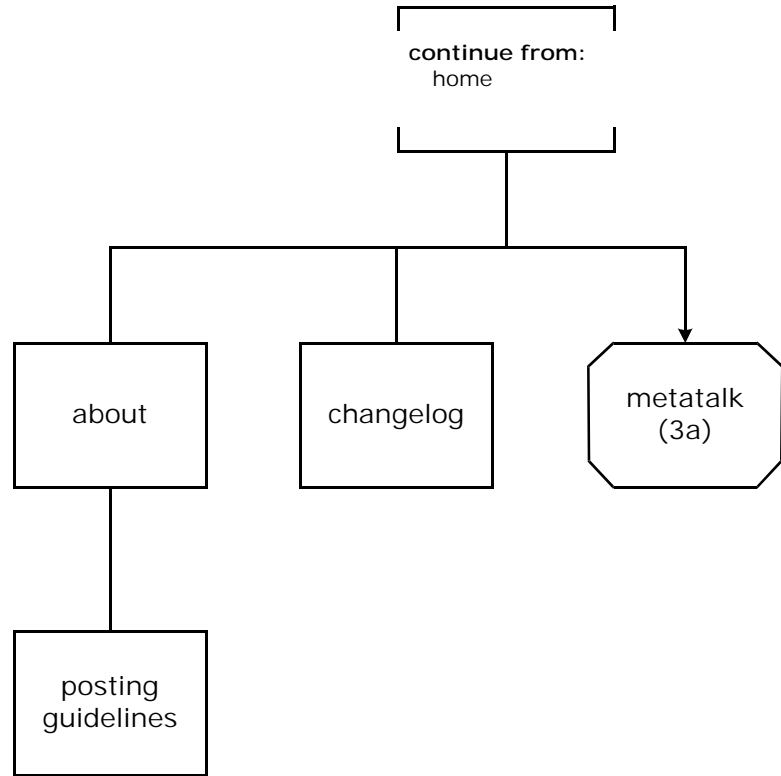 continue from:
home
about
changelog
metatalk
(3a)
posting
guidelines